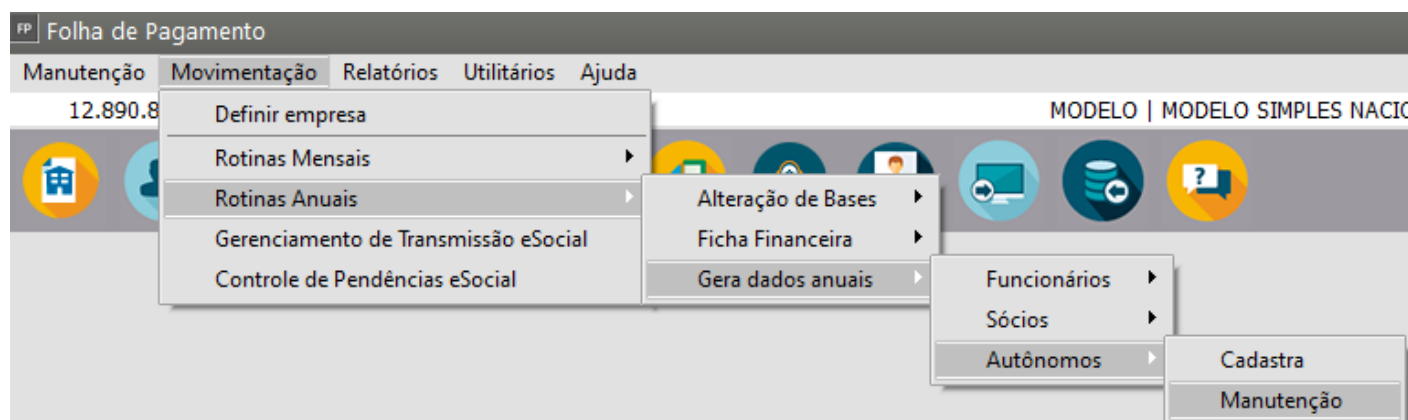 FP Folha de Pagamento
Manutenção Movimentação Relatórios Utilitários Ajuda
12.890.8 MODELO | MODELO SIMPLES NACIO
Definir empresa
Rotinas Mensais
Rotinas Anuais
Gerenciamento de Transmissão eSocial
Controle de Pendências eSocial
Alteração de Bases
Ficha Financeira
Gera dados anuais
Funcionários
Sócios
Autônomos
Cadastra
Manutenção
?